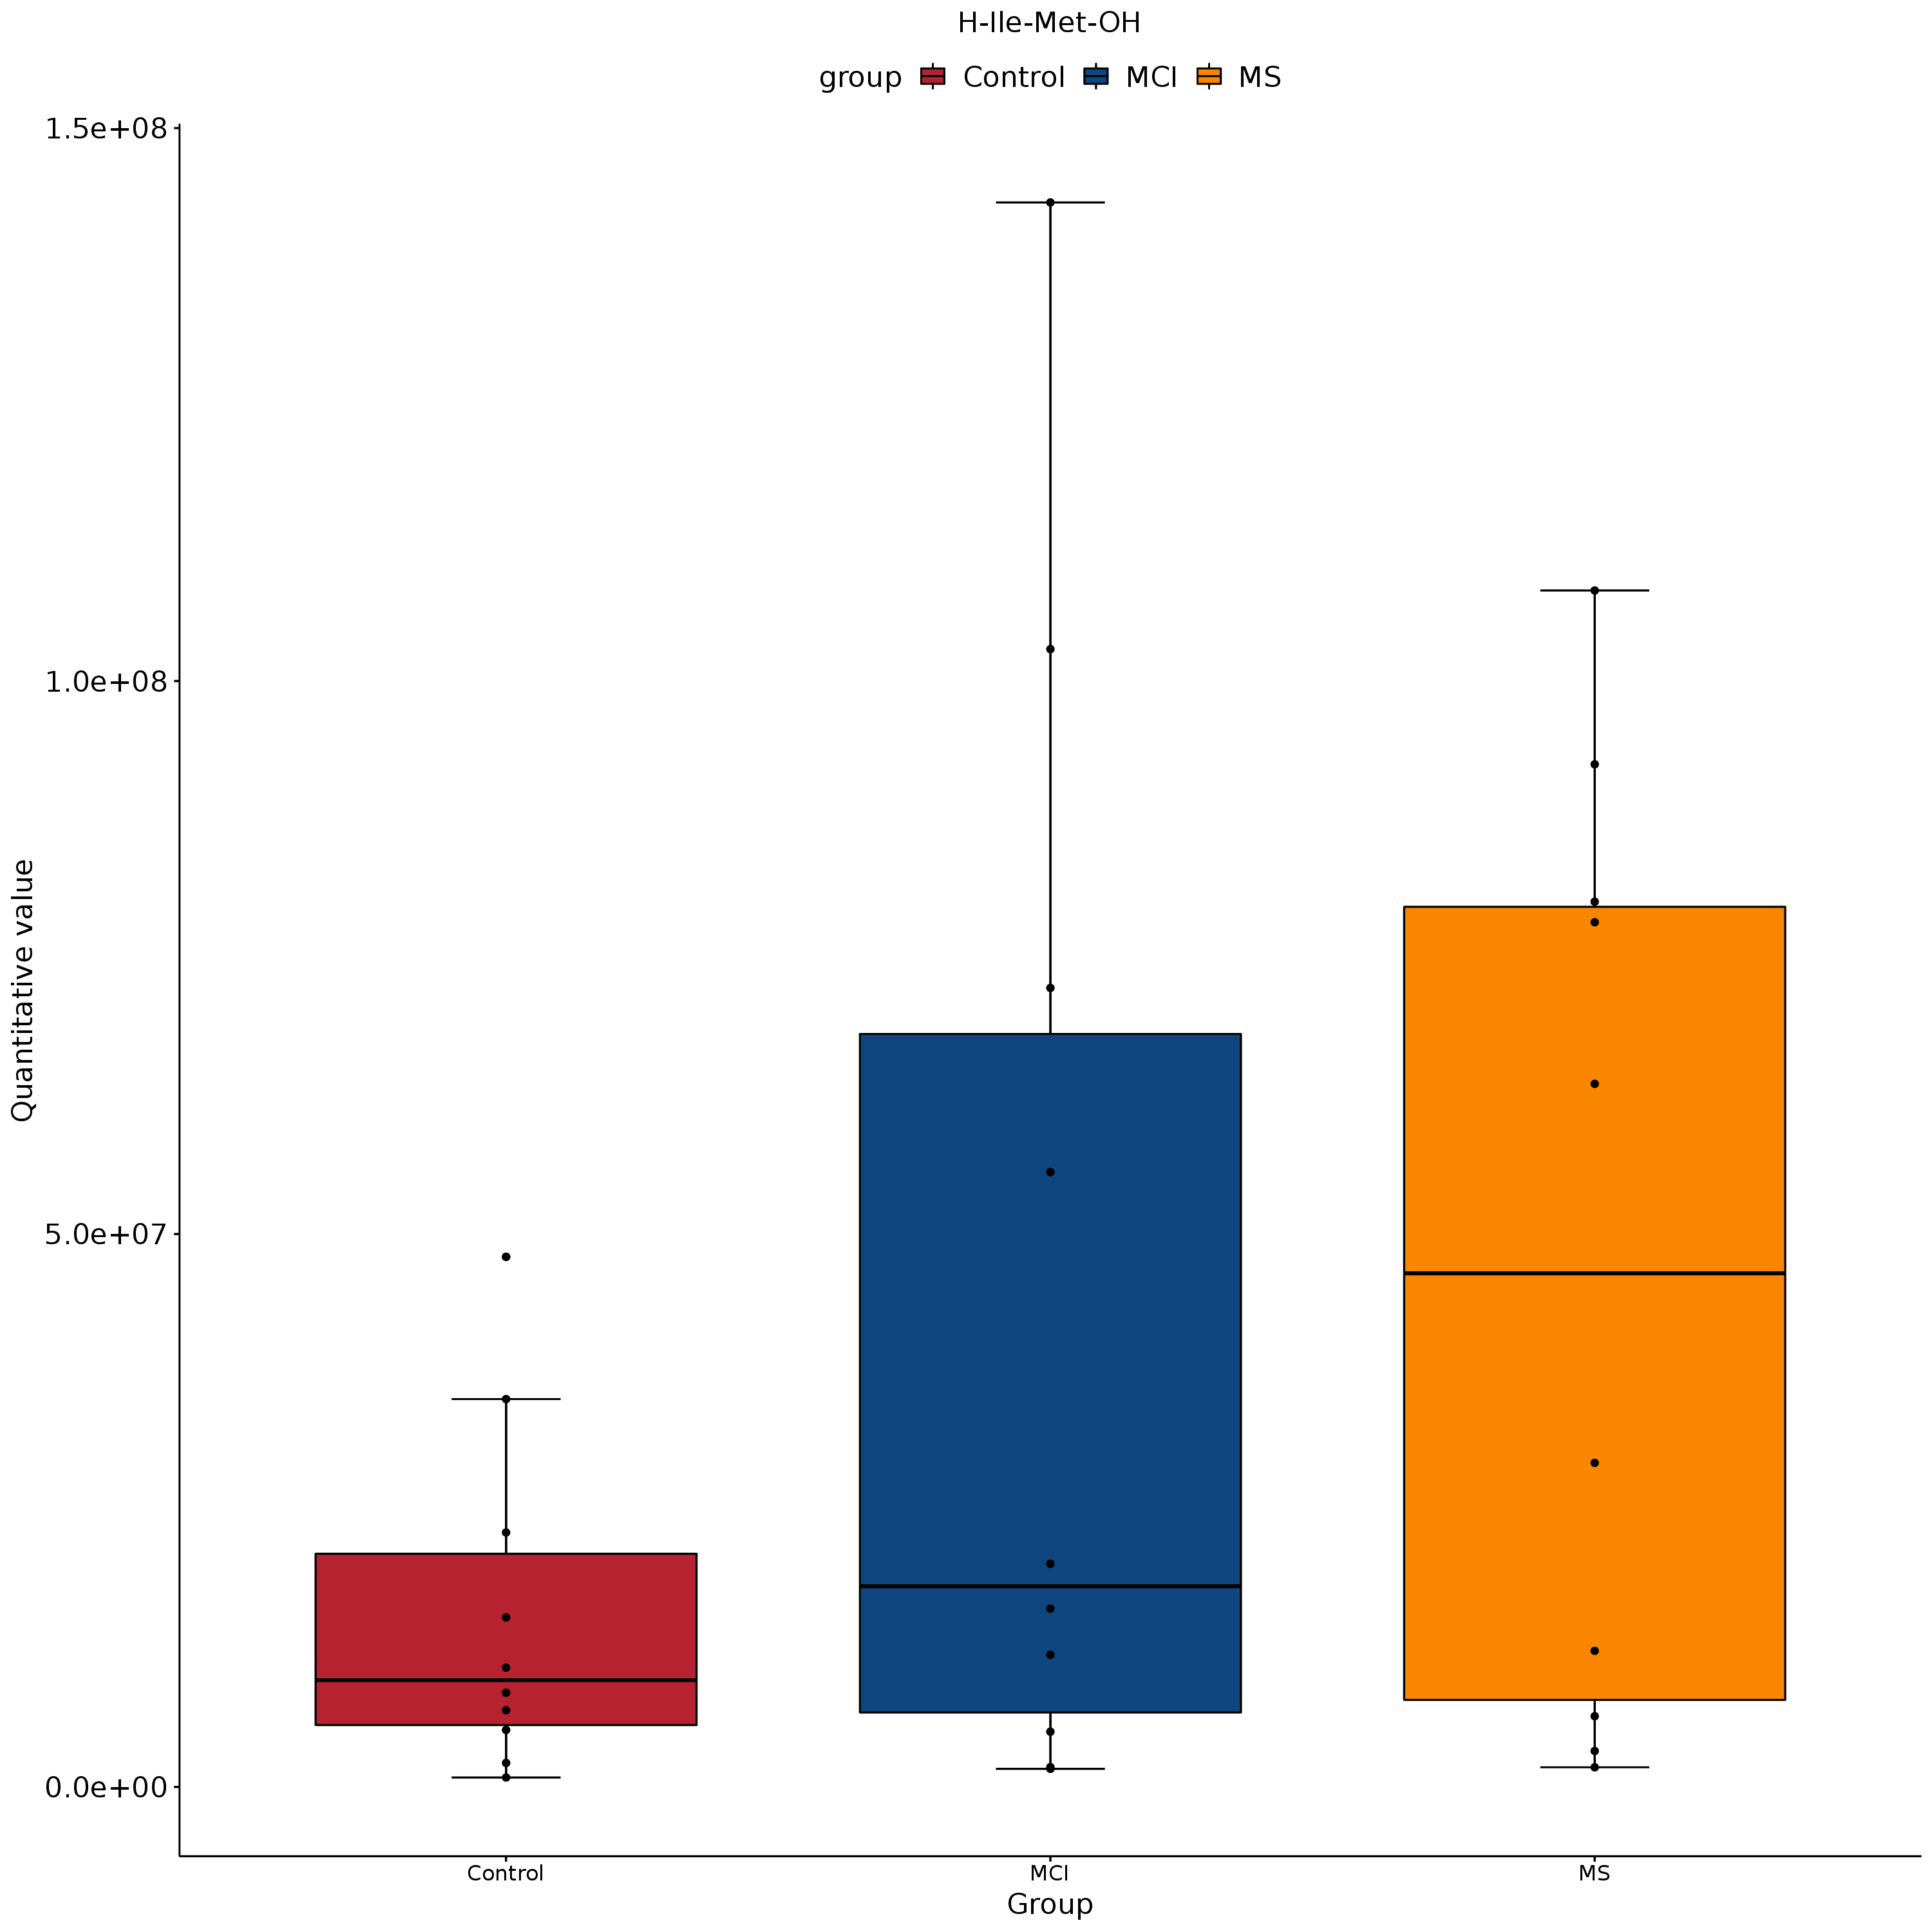 H-Ile-Met-OH
group Control MCI MS
1.5e+08
1.0e+08
5.0e+07
0.0e+00
Quantitative value
Control MCI MS
Group